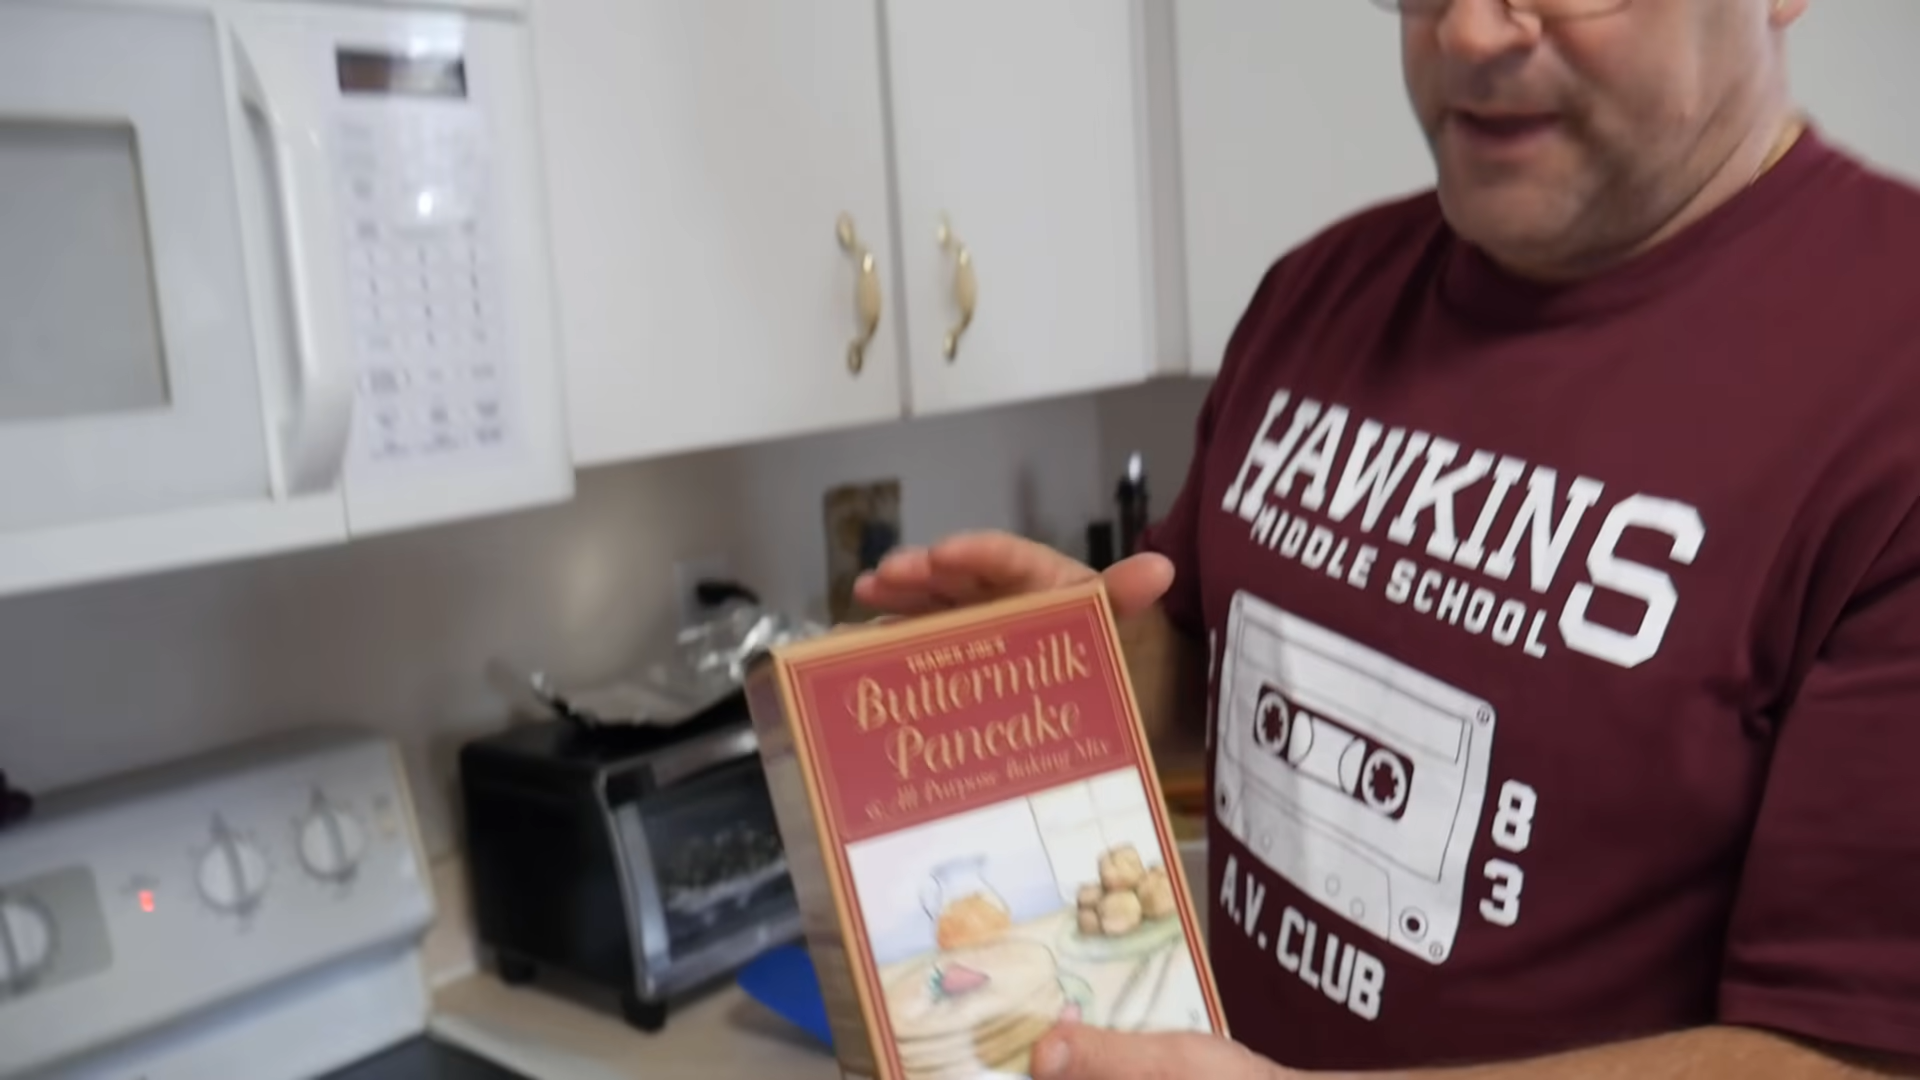 TRADER JOE'S
Buttermilk
Pancake
& All Purpose Baking Mix
HAWKINS
MIDDLE SCHOOL
8
3
A.V. CLUB